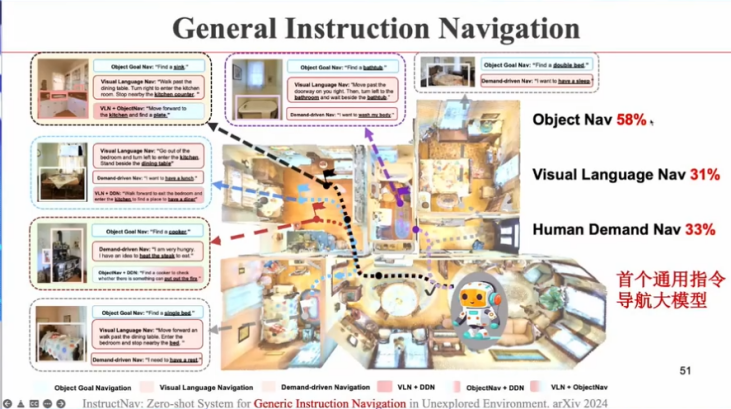 General Instruction Navigation
Object Goal Nav: "Find a sink."
Visual Language Nav: "Walk past the
dining table. Turn right to enter the kitchen
room. Stop nearby the kitchen counter."
VLN + ObjectNav: "Move forward to
the kitchen and find a plate."
Object Goal Nav: "Find a bathtub."
Visual Language Nav: "Move past the
doorway on you right. Then, turn left to the
bathroom and wait beside the bathtub."
Demand-driven Nav: "I want to wash my body."
Object Goal Nav: "Find a double bed."
Demand-driven Nav: "I want to have a sleep."
Object Nav 58%
Visual Language Nav 31%
Human Demand Nav 33%
首个通用指令
导航大模型
Visual Language Nav: "Go out of the
bedroom and turn left to enter the kitchen.
Stand beside the dining table"
Demand-driven Nav: "I want to have a lunch."
VLN + DDN: "Walk forward to exit the bedroom and
enter the kitchen to find a place to have a diner"
Object Goal Nav: "Find a cooker."
Demand-driven Nav: "I am very hungry.
I have an idea to heat the steak to eat.
ObjectNav + DDN: "Find a cooker to check
whether there is something can put out the fire."
Object Goal Nav: "Find a single bed."
Visual Language Nav: "Move forward an
walk past the dining table. Enter the
bedroom and stop nearby the bed."
Demand-driven Nav: "I need to have a rest."
51
Object Goal Navigation
Visual Language Navigation
Demand-driven Navigation
VLN + DDN
ObjectNav + DDN
VLN + ObjectNav
InstructNav: Zero-shot System for Generic Instruction Navigation in Unexplored Environment. arXiv 2024